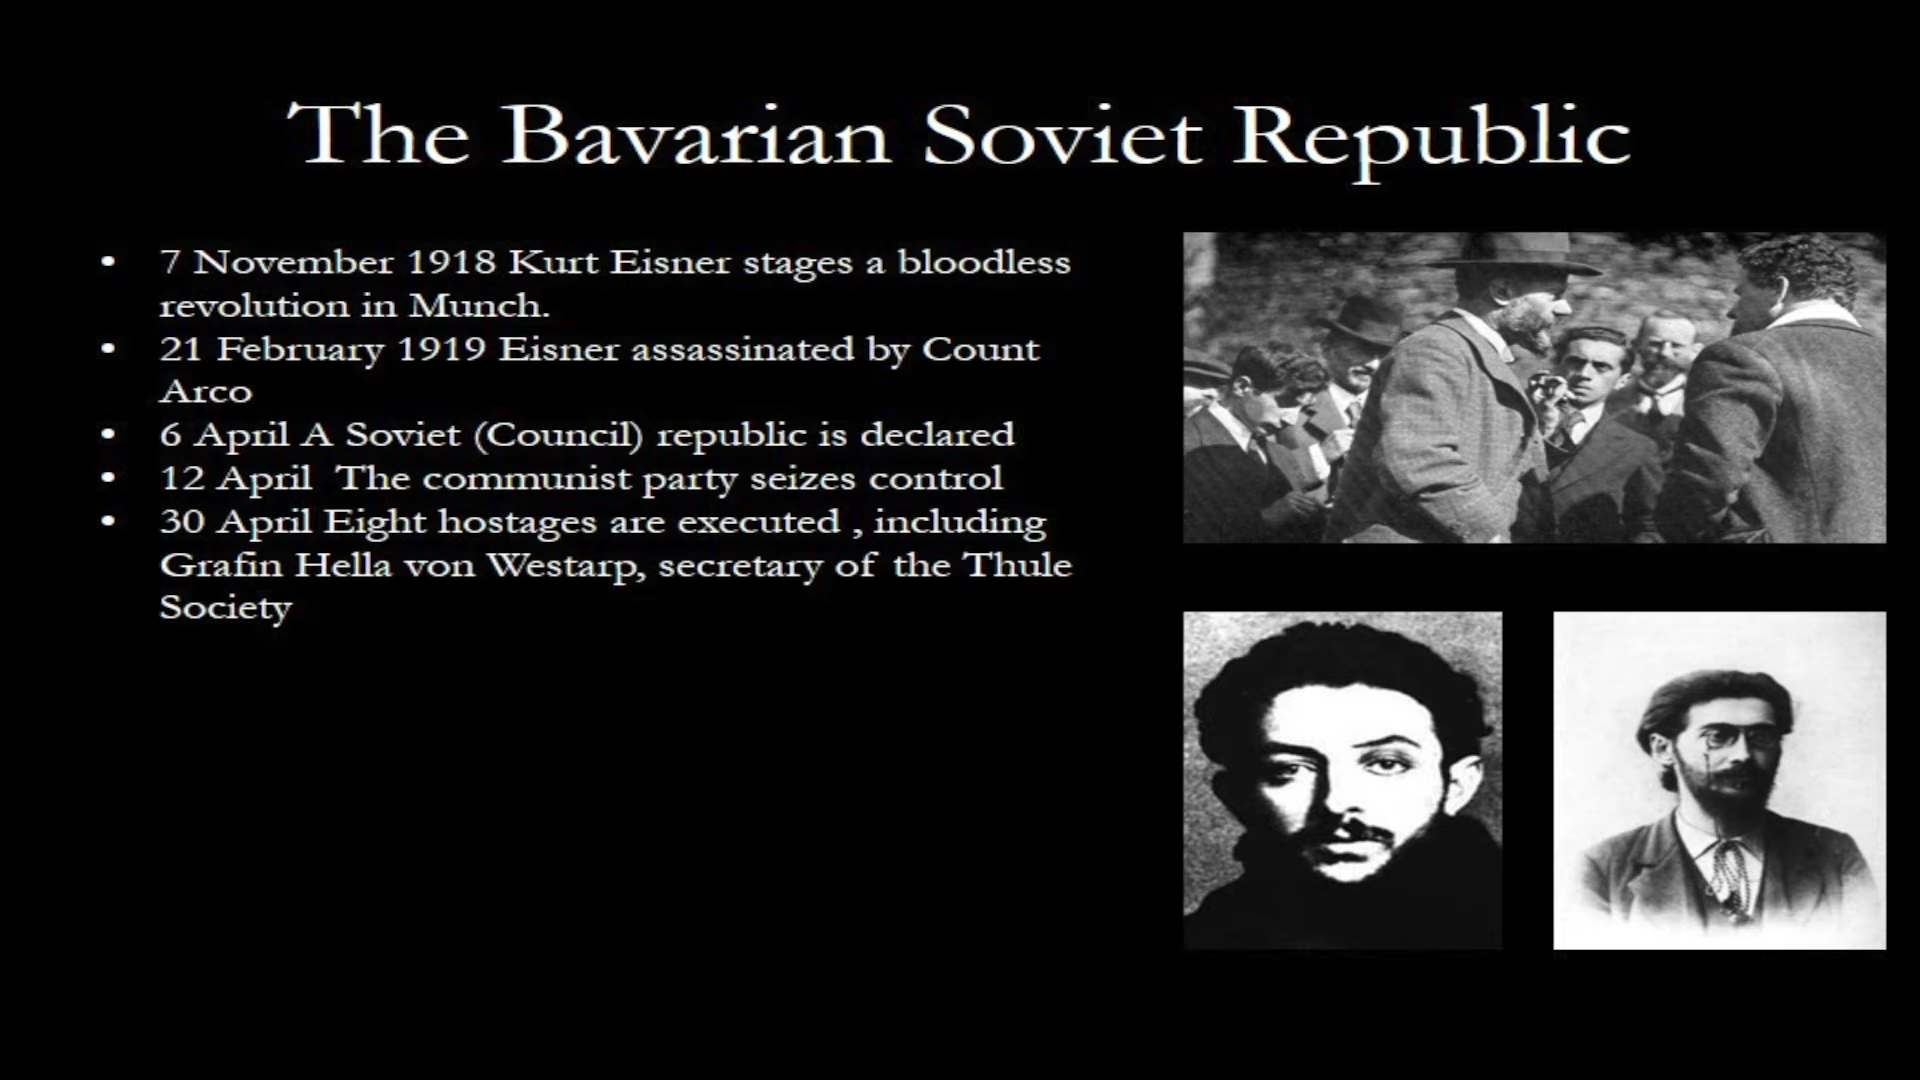 The Bavarian Soviet Republic
• 7 November 1918 Kurt Eisner stages a bloodless
revolution in Munch.
• 21 February 1919 Eisner assassinated by Count
Arco
• 6 April A Soviet (Council) republic is declared
• 12 April The communist party seizes control
• 30 April Eight hostages are executed , including
Grafin Hella von Westarp, secretary of the Thule
Society